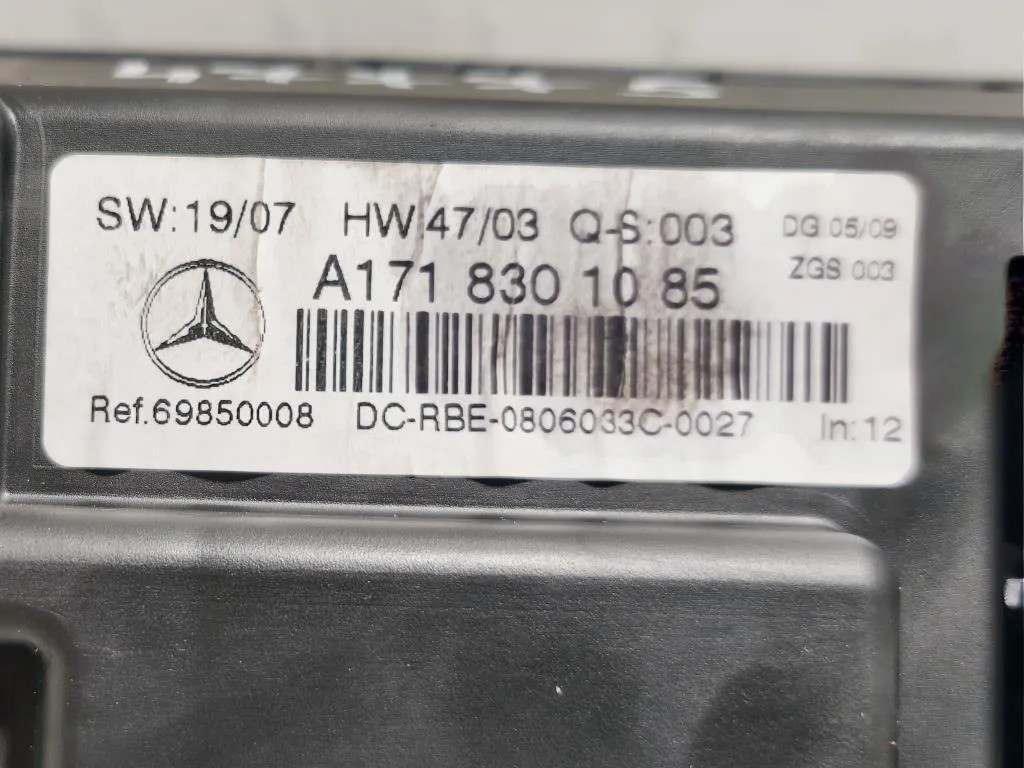 SW:19/07 HW:47/03 Q-S:003 DG 05/09
A171 830 10 85 ZGS 003
Ref.69850008 DC-RBE-0806033C-0027 In:12